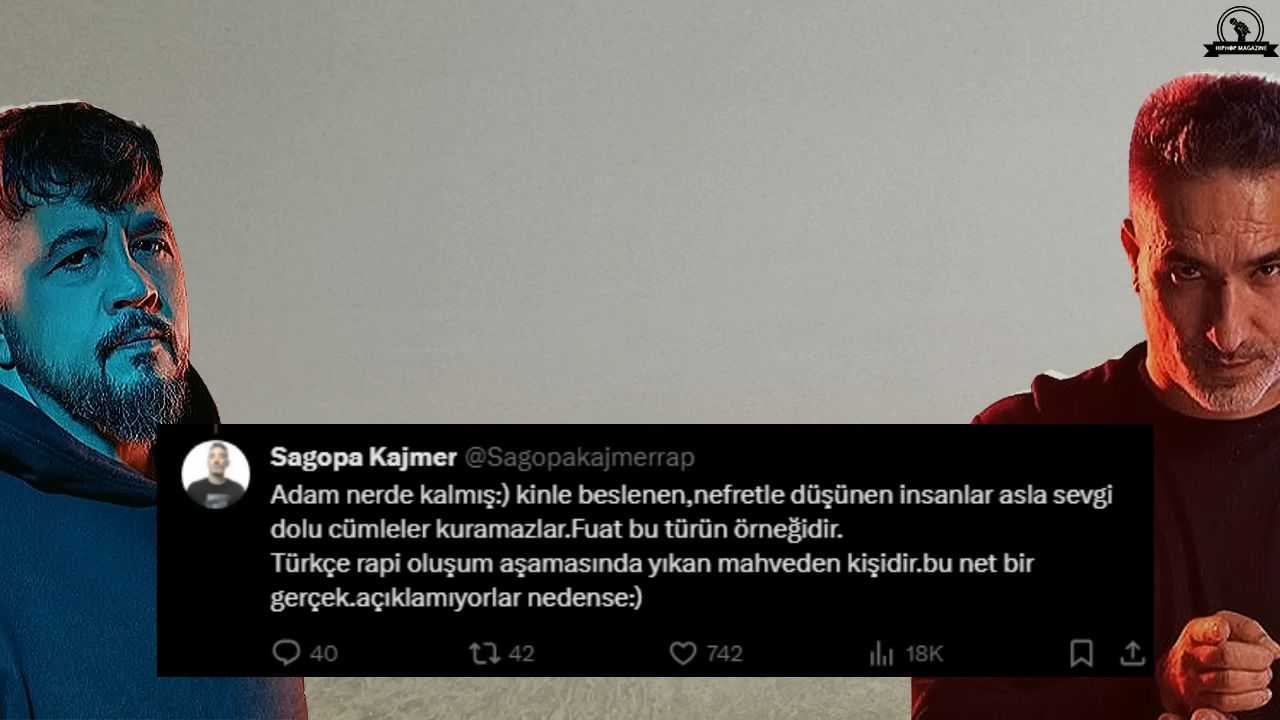 HIPHOP MAGAZINE
Sagopa Kajmer @Sagopakajmerrap
Adam nerde kalmış:) kinle beslenen,nefretle düşünen insanlar asla sevgi
dolu cümleler kuramazlar.Fuat bu türün örneğidir.
Türkçe rapi oluşum aşamasında yıkan mahveden kişidir.bu net bir
gerçek.açıklamıyorlar nedense:)
40 42 742 18K